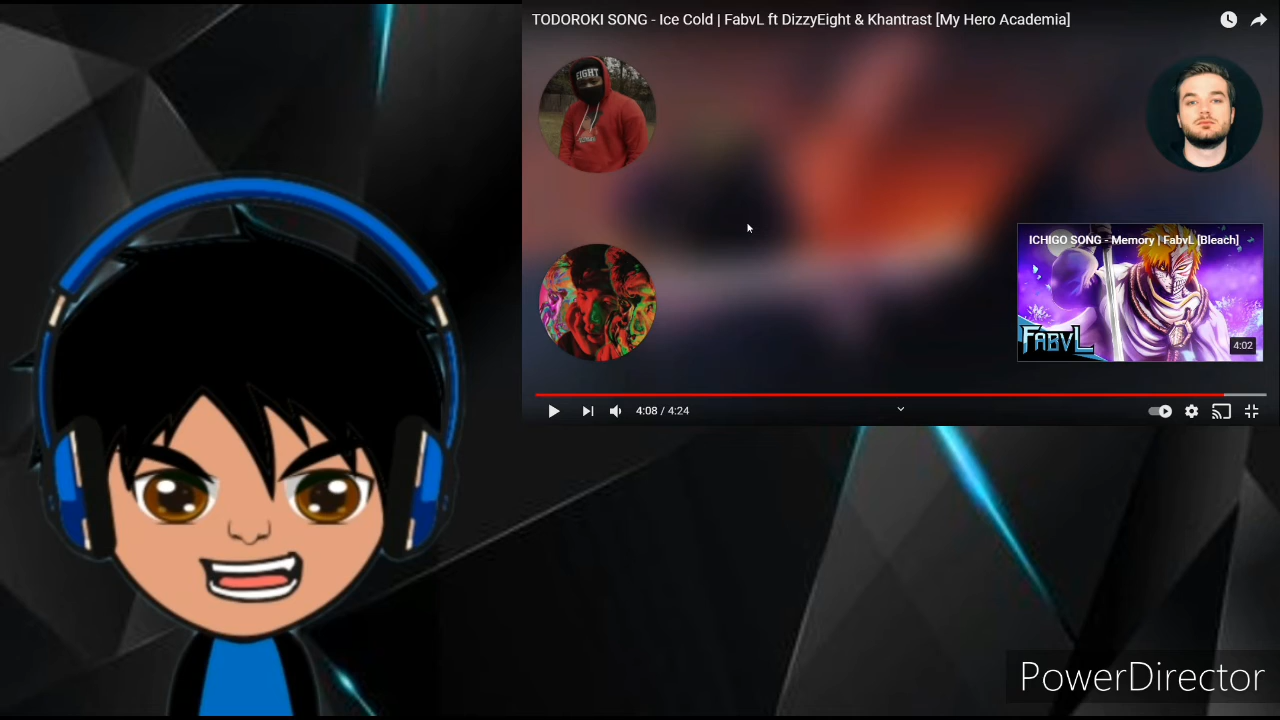 TODOROKI SONG - Ice Cold | FabvL ft DizzyEight & Khantrast [My Hero Academia]
EIGHT
ICHIGO SONG - Memory | FabvL [Bleach]
FABVL
4:02
4:08 / 4:24
PowerDirector